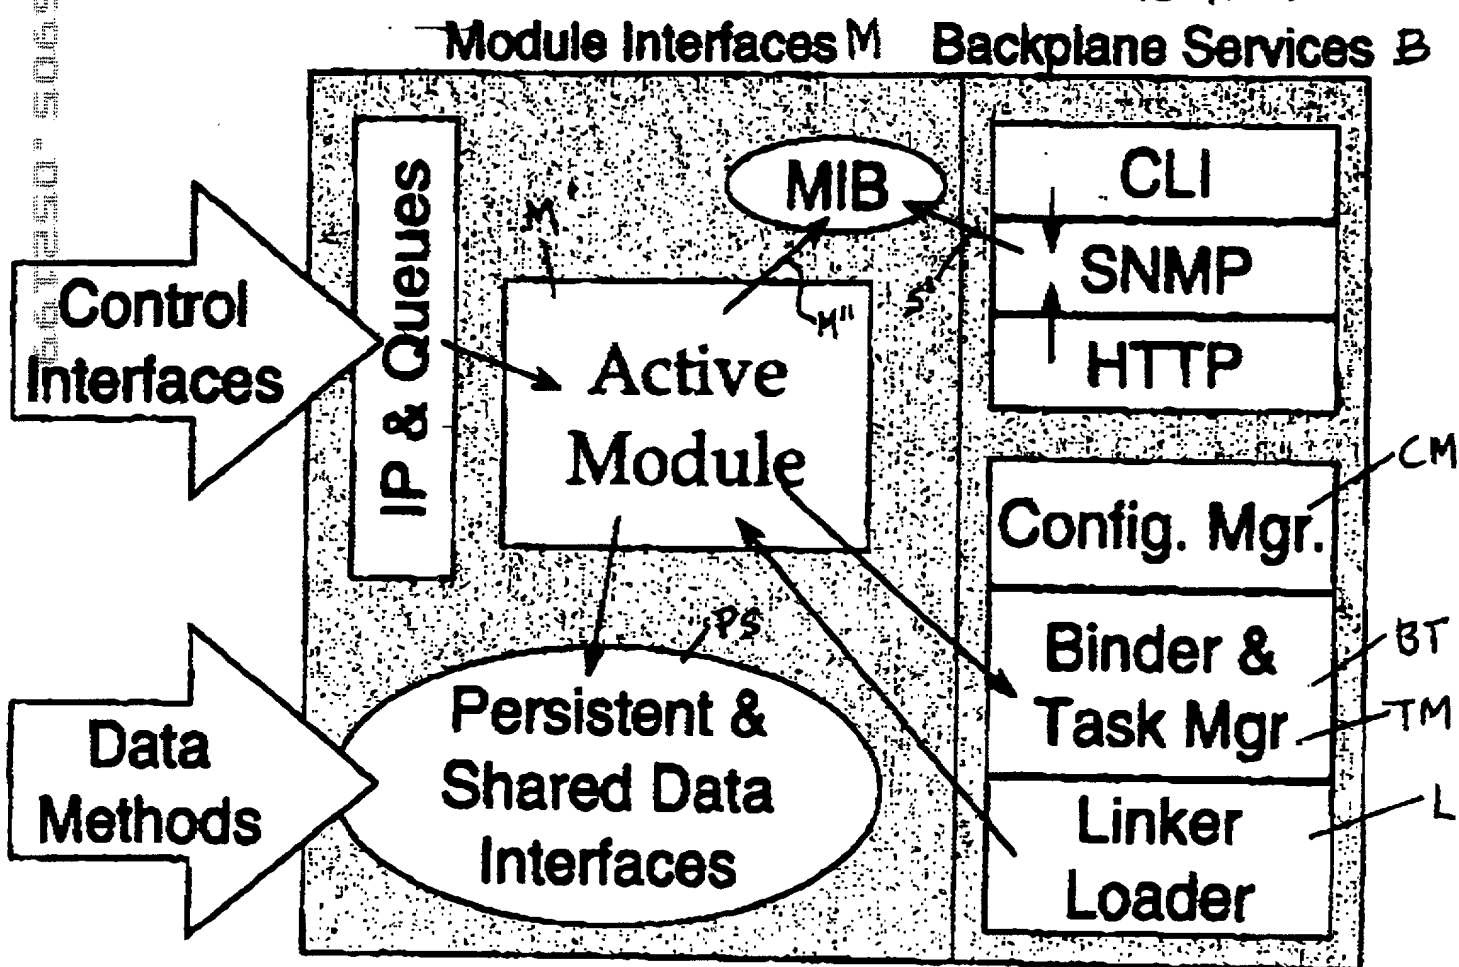 Module Interfaces M
Backplane Services B
Control
Interfaces
IP & Queues
MIB
M'
M"
S'
Active
Module
CLI
SNMP
HTTP
Config. Mgr.
CM
Binder &
Task Mgr
BT
TM
Linker
Loader
L
Data
Methods
PS
Persistent &
Shared Data
Interfaces